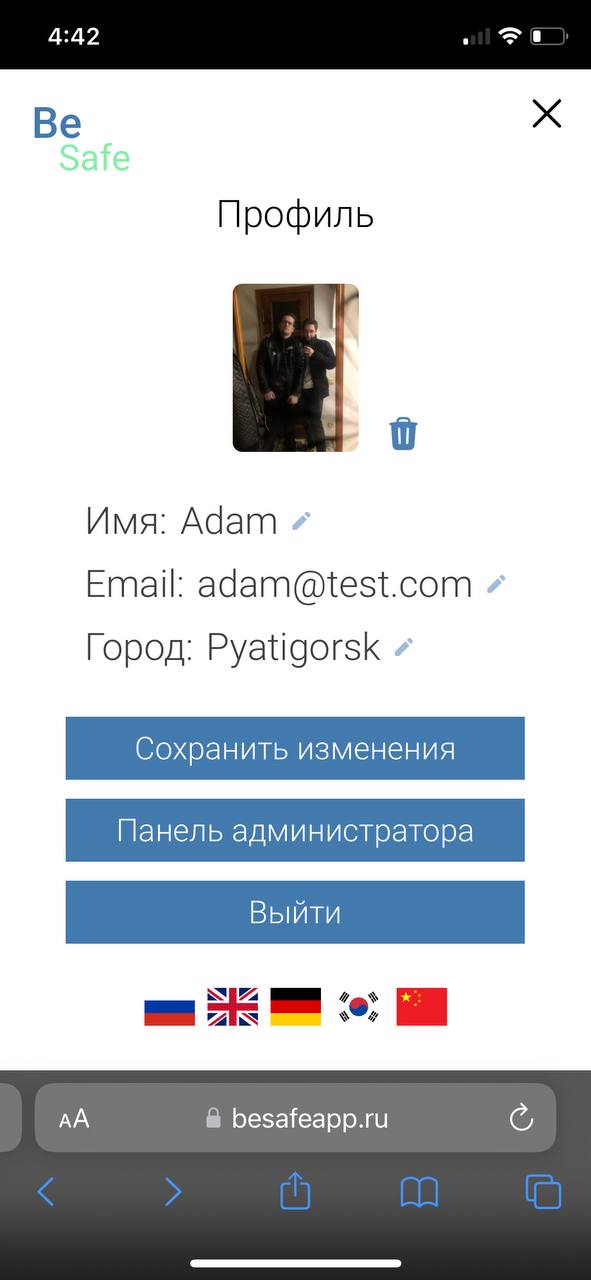 4:42
Be
Safe
Профиль
Имя: Adam
Email: adam@test.com
Город: Pyatigorsk
Сохранить изменения
Панель администратора
Выйти
AA
besafeapp.ru